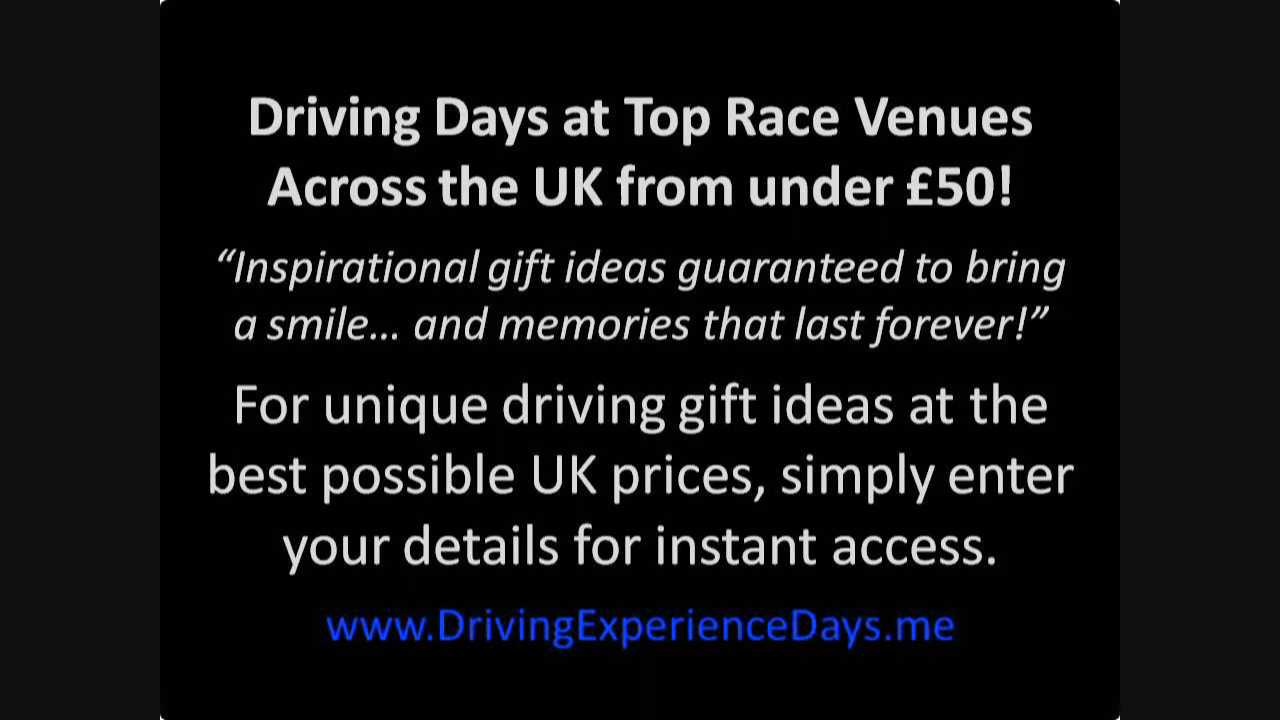 Driving Days at Top Race Venues
Across the UK from under £50!
“Inspirational gift ideas guaranteed to bring
a smile... and memories that last forever!”
For unique driving gift ideas at the
best possible UK prices, simply enter
your details for instant access.
www.DrivingExperienceDays.me